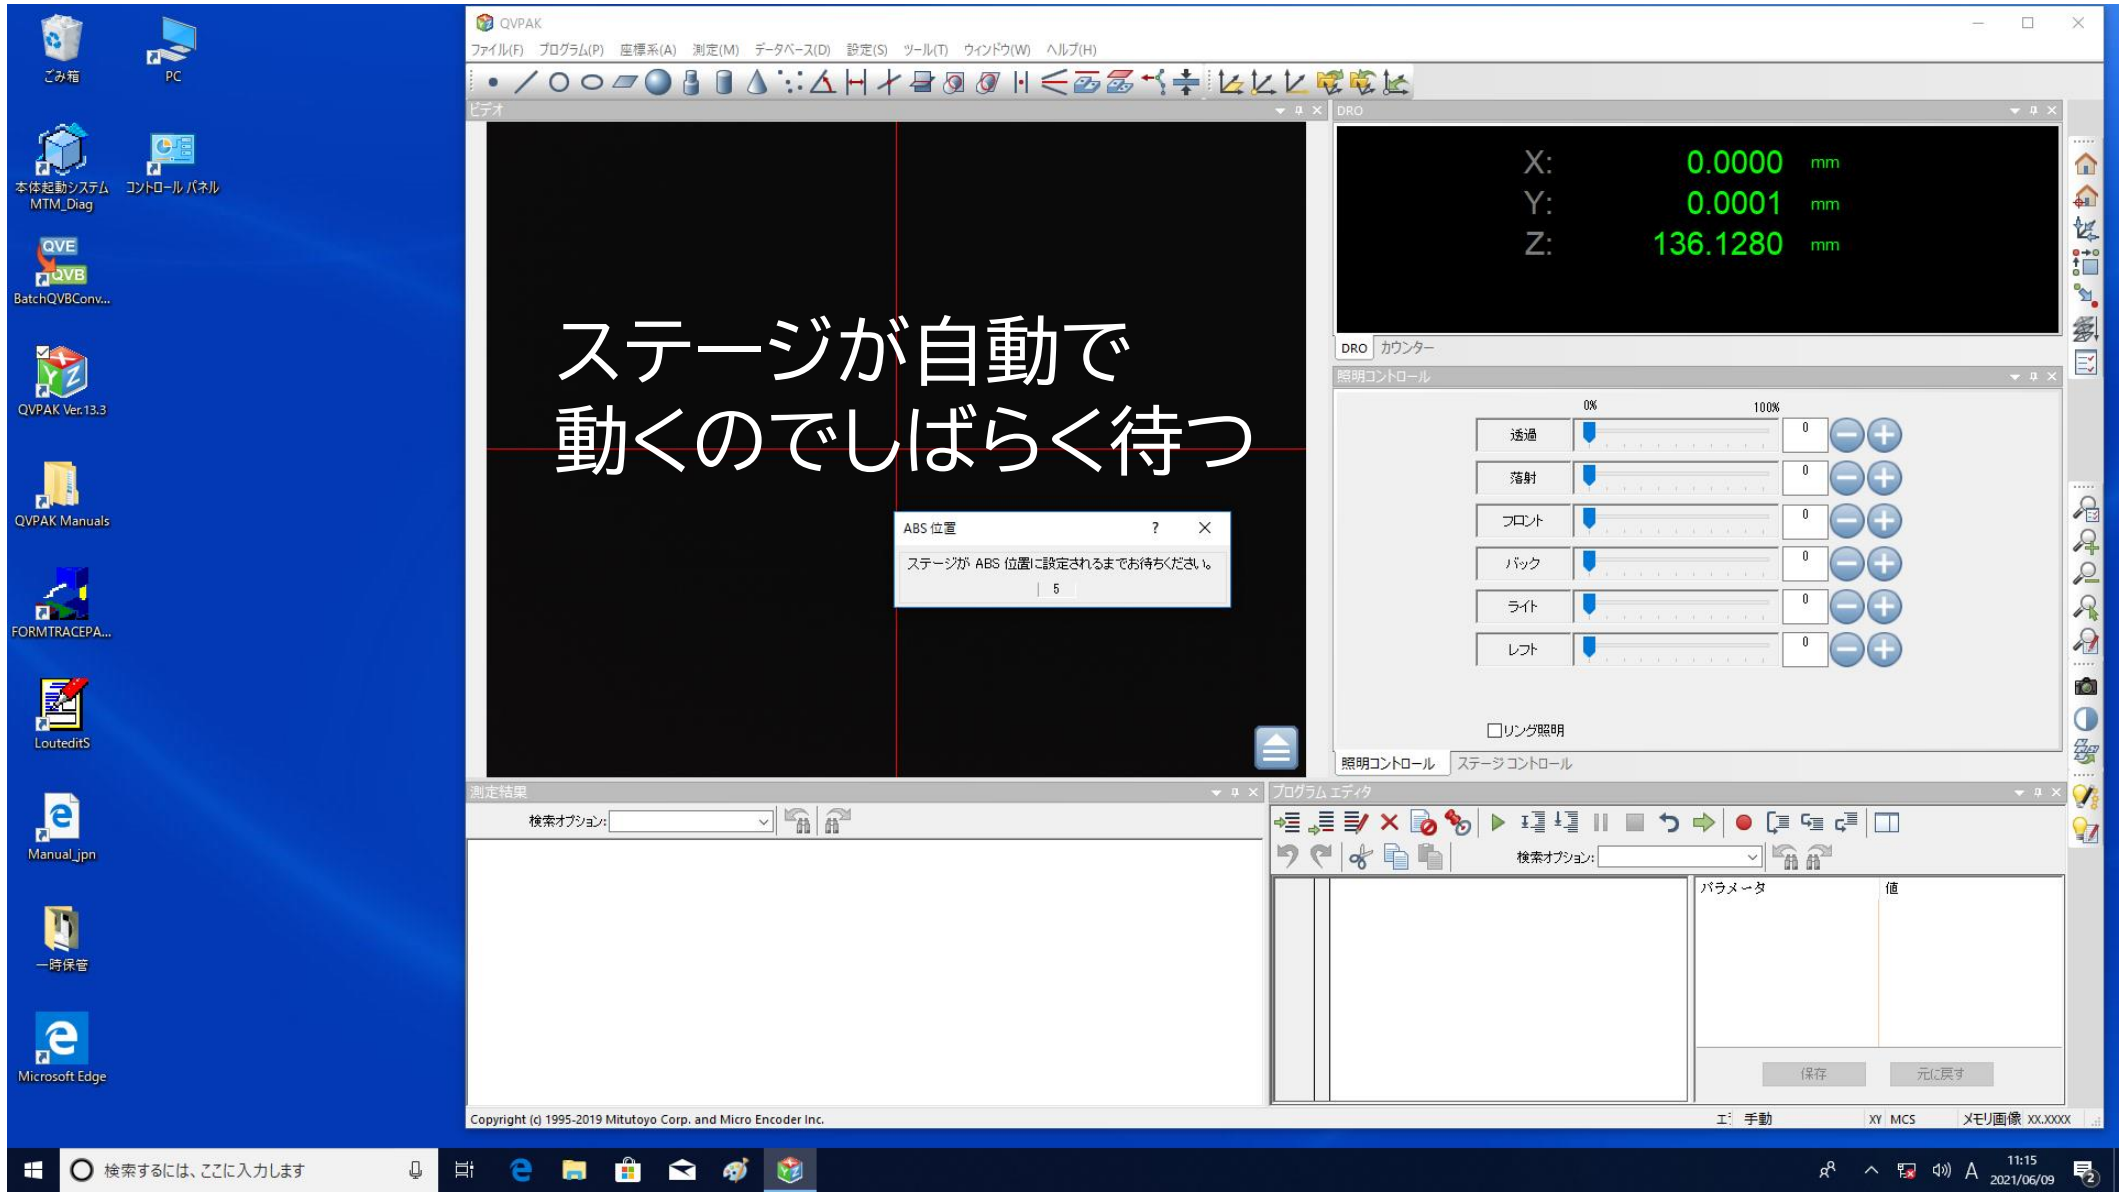 ごみ箱
PC
本体起動システム
MTM_Diag
コントロール パネル
QVE
QVB
BatchQVBConv...
QVPAK Ver.13.3
QVPAK Manuals
FORMTRACEPA...
LouteditS
Manual_jpn
一時保管
Microsoft Edge
QVPAK
ファイル(F) プログラム(P) 座標系(A) 測定(M) データベース(D) 設定(S) ツール(T) ウィンドウ(W) ヘルプ(H)
ビデオ
ステージが自動で
動くのでしばらく待つ
ABS 位置
ステージが ABS 位置に設定されるまでお待ちください。
5
DRO
X: 0.0000 mm
Y: 0.0001 mm
Z: 136.1280 mm
DRO カウンター
照明コントロール
0% 100%
透過 0
落射 0
フロント 0
バック 0
ライト 0
レフト 0
リング照明
照明コントロール ステージ コントロール
測定結果
検索オプション:
プログラム エディタ
検索オプション:
パラメータ 値
保存 元に戻す
Copyright (c) 1995-2019 Mitutoyo Corp. and Micro Encoder Inc.
手動 XY MCS メモリ画像 XX.XXXX
検索するには、ここに入力します
A
11:15
2021/06/09
2